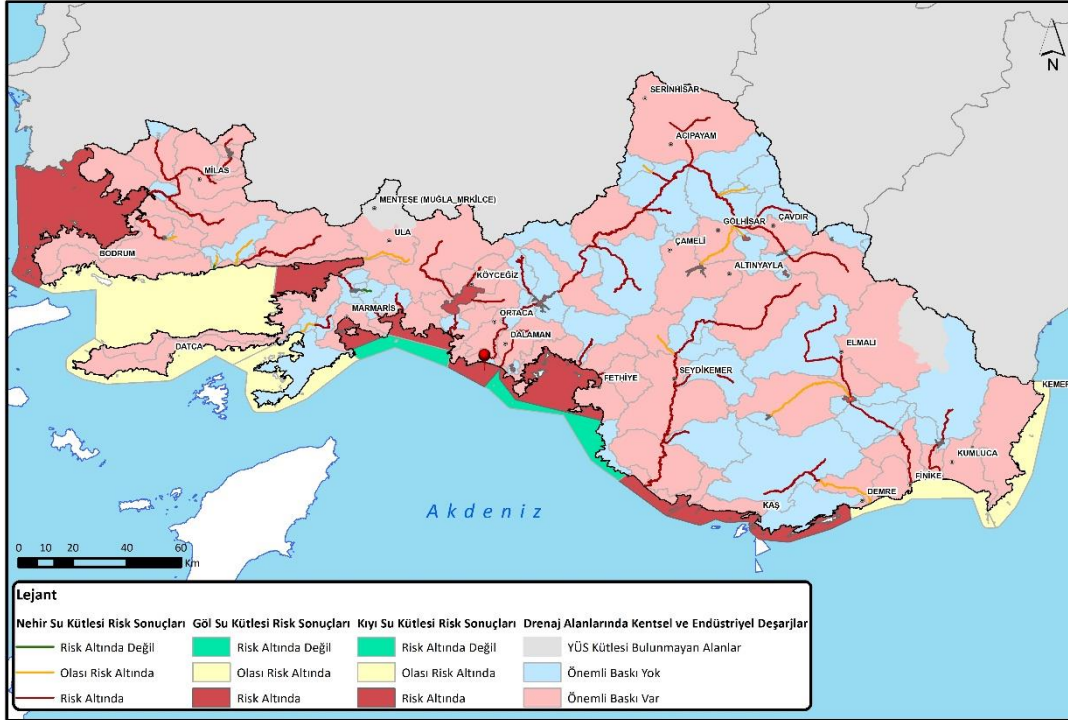 N
SERİNHİSAR
ACIPAYAM
MİLAS
MENTEŞE (MUĞLA_MRKİLCE)
GÖLHİSAR
ÇAVDIR
ULA
ÇAMELİ
BODRUM
ALTINYAYLA
KÖYCEĞİZ
MARMARİS
ORTACA
DALAMAN
ELMALI
DATÇA
SEYDİKEMER
FETHİYE
KEMER
KUMLUCA
FİNİKE
DEMRE
KAŞ
Akdeniz
0 10 20 40 60
Km
Lejant
Nehir Su Kütlesi Risk Sonuçları Göl Su Kütlesi Risk Sonuçları Kıyı Su Kütlesi Risk Sonuçları Drenaj Alanlarında Kentsel ve Endüstriyel Deşarjlar
Risk Altında Değil Risk Altında Değil Risk Altında Değil YÜS Kütlesi Bulunmayan Alanlar
Olası Risk Altında Olası Risk Altında Olası Risk Altında Önemli Baskı Yok
Risk Altında Risk Altında Risk Altında Önemli Baskı Var